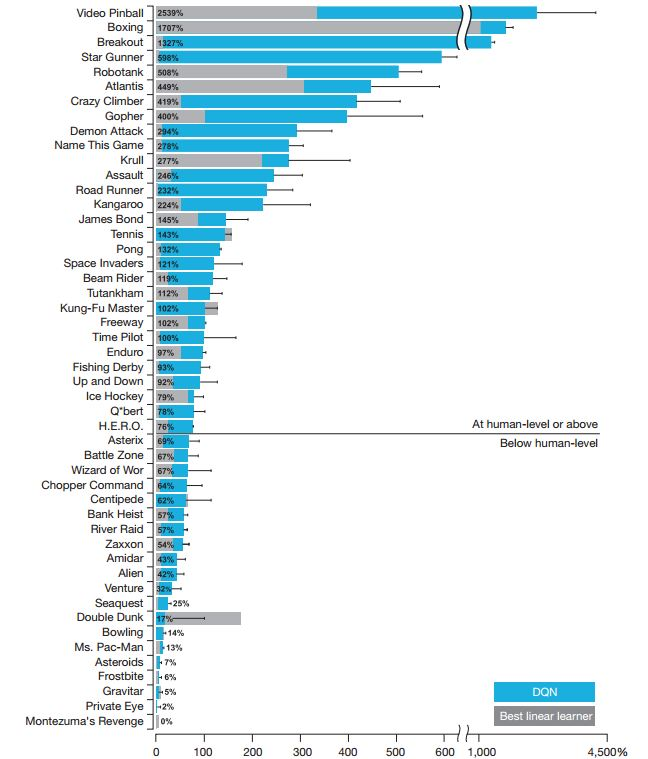 Video Pinball 2539%
Boxing 1707%
Breakout 1327%
Star Gunner 598%
Robotank 508%
Atlantis 449%
Crazy Climber 419%
Gopher 400%
Demon Attack 294%
Name This Game 278%
Krull 277%
Assault 246%
Road Runner 232%
Kangaroo 224%
James Bond 145%
Tennis 143%
Pong 132%
Space Invaders 121%
Beam Rider 119%
Tutankham 112%
Kung-Fu Master 102%
Freeway 102%
Time Pilot 100%
Enduro 97%
Fishing Derby 93%
Up and Down 92%
Ice Hockey 79%
Q*bert 78%
H.E.R.O. 76%
At human-level or above
Asterix 69%
Below human-level
Battle Zone 67%
Wizard of Wor 67%
Chopper Command 64%
Centipede 62%
Bank Heist 57%
River Raid 57%
Zaxxon 54%
Amidar 43%
Alien 42%
Venture 32%
Seaquest 25%
Double Dunk 17%
Bowling 14%
Ms. Pac-Man 13%
Asteroids 7%
Frostbite 6%
Gravitar 5%
DQN
Private Eye 2%
Best linear learner
Montezuma's Revenge 0%
0 100 200 300 400 500 600 1,000 4,500%